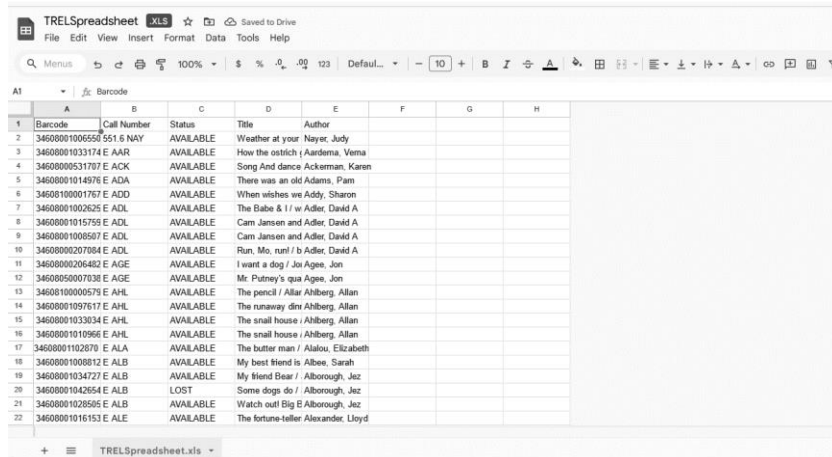 TRELSpreadsheet .XLS Saved to Drive
File Edit View Insert Format Data Tools Help
Menus 100% $ % .0 .00 123 Defaul... − 10 + B I A A
A1 fx Barcode
A B C D E F G H
1 Barcode Call Number Status Title Author
2 34608001006550 551.6 NAY AVAILABLE Weather at your Nayer, Judy
3 34608001033174 E AAR AVAILABLE How the ostrich g Aardema, Verna
4 34608000531707 E ACK AVAILABLE Song And dance Ackerman, Karen
5 34608001014976 E ADA AVAILABLE There was an old Adams, Pam
6 34608100001767 E ADD AVAILABLE When wishes we Addy, Sharon
7 34608001002625 E ADL AVAILABLE The Babe & I / w Adler, David A
8 34608001015759 E ADL AVAILABLE Cam Jansen and Adler, David A
9 34608001008507 E ADL AVAILABLE Cam Jansen and Adler, David A
10 34608000207084 E ADL AVAILABLE Run, Mo, run! / b Adler, David A
11 34608000206482 E AGE AVAILABLE I want a dog / Jo Agee, Jon
12 34608050007038 E AGE AVAILABLE Mr. Putney's qua Agee, Jon
13 34608100000579 E AHL AVAILABLE The pencil / Allar Ahlberg, Allan
14 34608001097617 E AHL AVAILABLE The runaway din Ahlberg, Allan
15 34608001033034 E AHL AVAILABLE The snail house / Ahlberg, Allan
16 34608001010966 E AHL AVAILABLE The snail house / Ahlberg, Allan
17 34608001102870 E ALA AVAILABLE The butter man / Alalou, Elizabeth
18 34608001008812 E ALB AVAILABLE My best friend is Albee, Sarah
19 34608001034727 E ALB AVAILABLE My friend Bear / Alborough, Jez
20 34608001042654 E ALB LOST Some dogs do / Alborough, Jez
21 34608001028505 E ALB AVAILABLE Watch out! Big B Alborough, Jez
22 34608001016153 E ALE AVAILABLE The fortune-teller Alexander, Lloyd
TRELSpreadsheet.xls